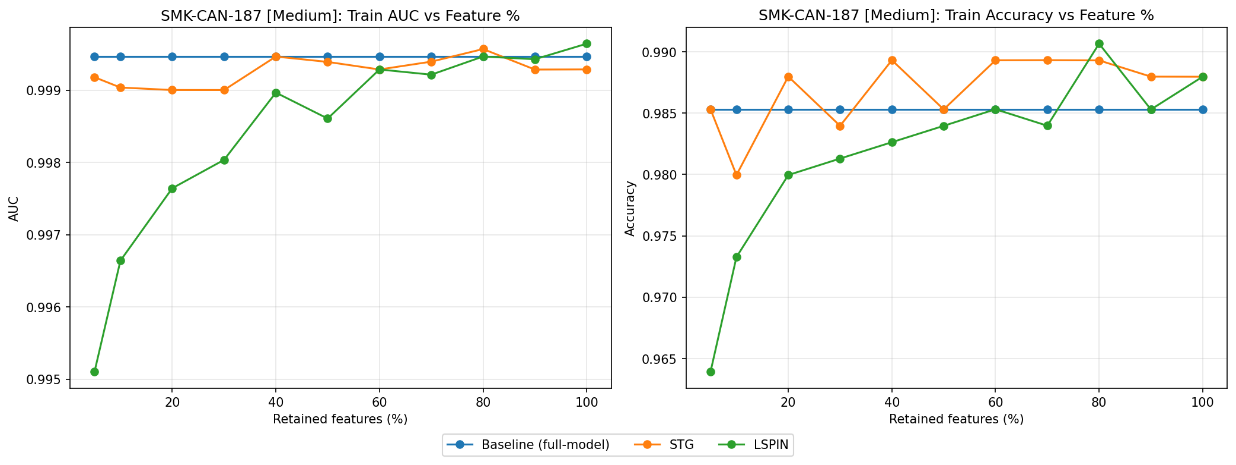 SMK-CAN-187 [Medium]: Train AUC vs Feature %
AUC
0.999
0.998
0.997
0.996
0.995
20 40 60 80 100
Retained features (%)
SMK-CAN-187 [Medium]: Train Accuracy vs Feature %
Accuracy
0.990
0.985
0.980
0.975
0.970
0.965
20 40 60 80 100
Retained features (%)
Baseline (full-model) STG LSPIN